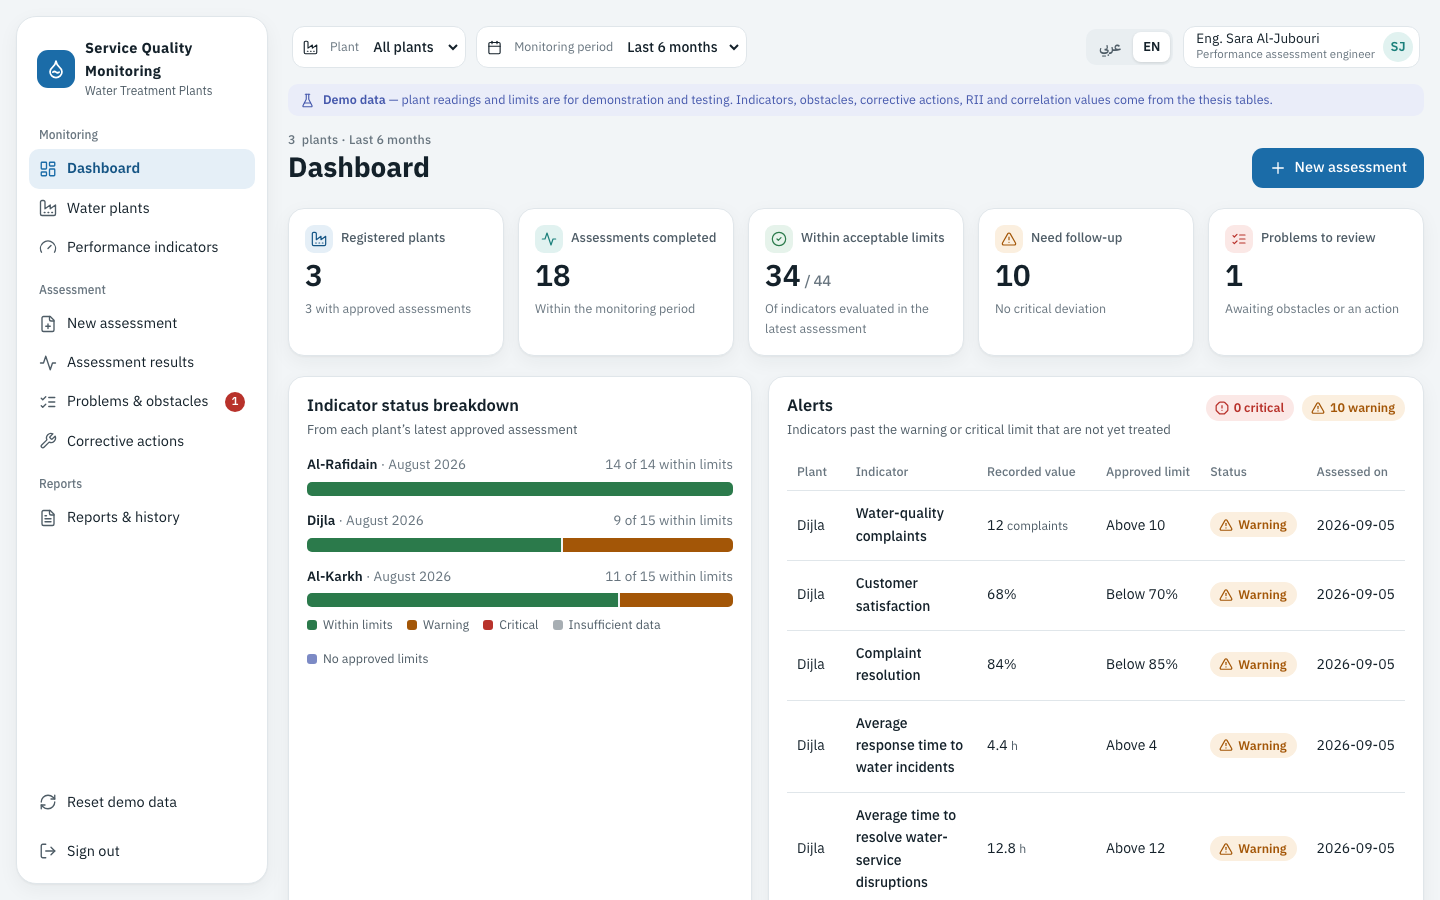 Service Quality
Monitoring
Water Treatment Plants
Monitoring
Dashboard
Water plants
Performance indicators
Assessment
New assessment
Assessment results
Problems & obstacles 1
Corrective actions
Reports
Reports & history
Reset demo data
Sign out
Plant All plants
Monitoring period Last 6 months
عربي EN
Eng. Sara Al-Jubouri
Performance assessment engineer
SJ
Demo data — plant readings and limits are for demonstration and testing. Indicators, obstacles, corrective actions, RII and correlation values come from the thesis tables.
3 plants · Last 6 months
Dashboard
New assessment
Registered plants
3
3 with approved assessments
Assessments completed
18
Within the monitoring period
Within acceptable limits
34 / 44
Of indicators evaluated in the
latest assessment
Need follow-up
10
No critical deviation
Problems to review
1
Awaiting obstacles or an action
Indicator status breakdown
From each plant’s latest approved assessment
Al-Rafidain · August 2026 14 of 14 within limits
Dijla · August 2026 9 of 15 within limits
Al-Karkh · August 2026 11 of 15 within limits
Within limits Warning Critical Insufficient data
No approved limits
Alerts
0 critical 10 warning
Indicators past the warning or critical limit that are not yet treated
Plant Indicator Recorded value Approved limit Status Assessed on
Dijla Water-quality
complaints 12 complaints Above 10 Warning 2026-09-05
Dijla Customer
satisfaction 68% Below 70% Warning 2026-09-05
Dijla Complaint
resolution 84% Below 85% Warning 2026-09-05
Dijla Average
response time to
water incidents 4.4 h Above 4 Warning 2026-09-05
Dijla Average time to
resolve water-
service
disruptions 12.8 h Above 12 Warning 2026-09-05